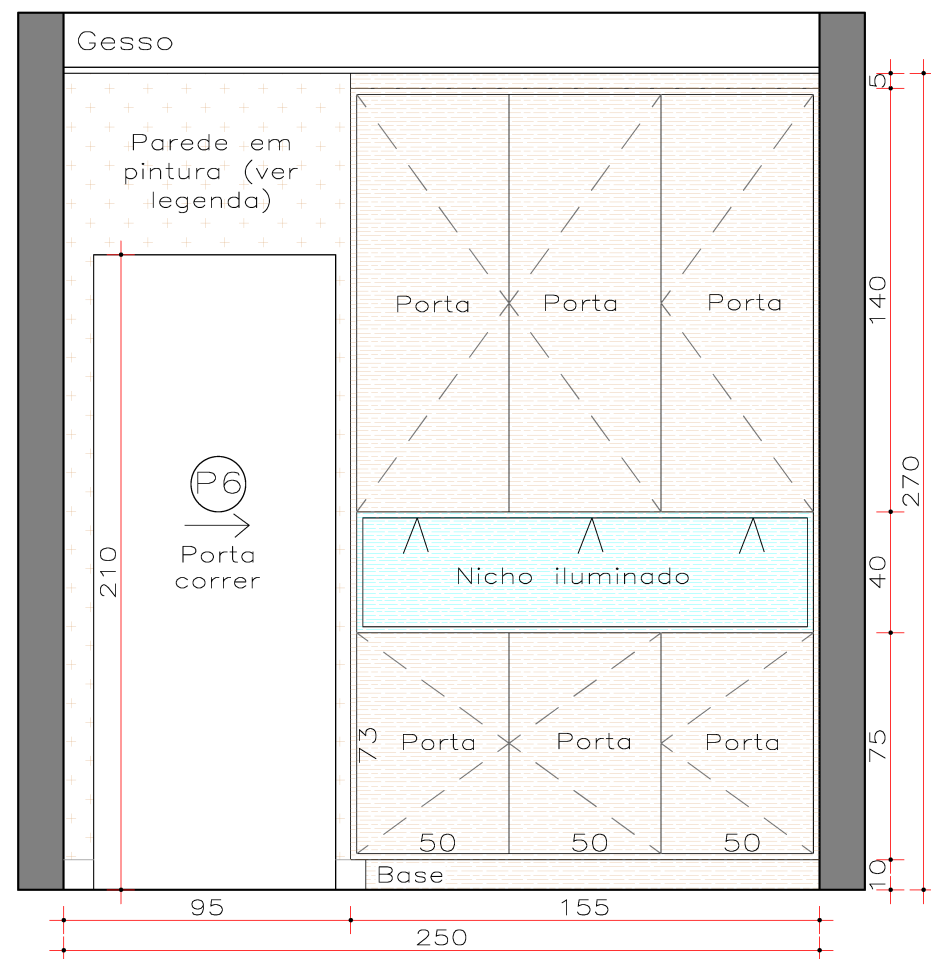 Gesso
5
Parede em
pintura (ver
legenda)
140
Porta
Porta
Porta
270
P6
210
Porta
correr
Nicho iluminado
40
73
Porta
Porta
Porta
75
50
50
50
Base
10
95
155
250